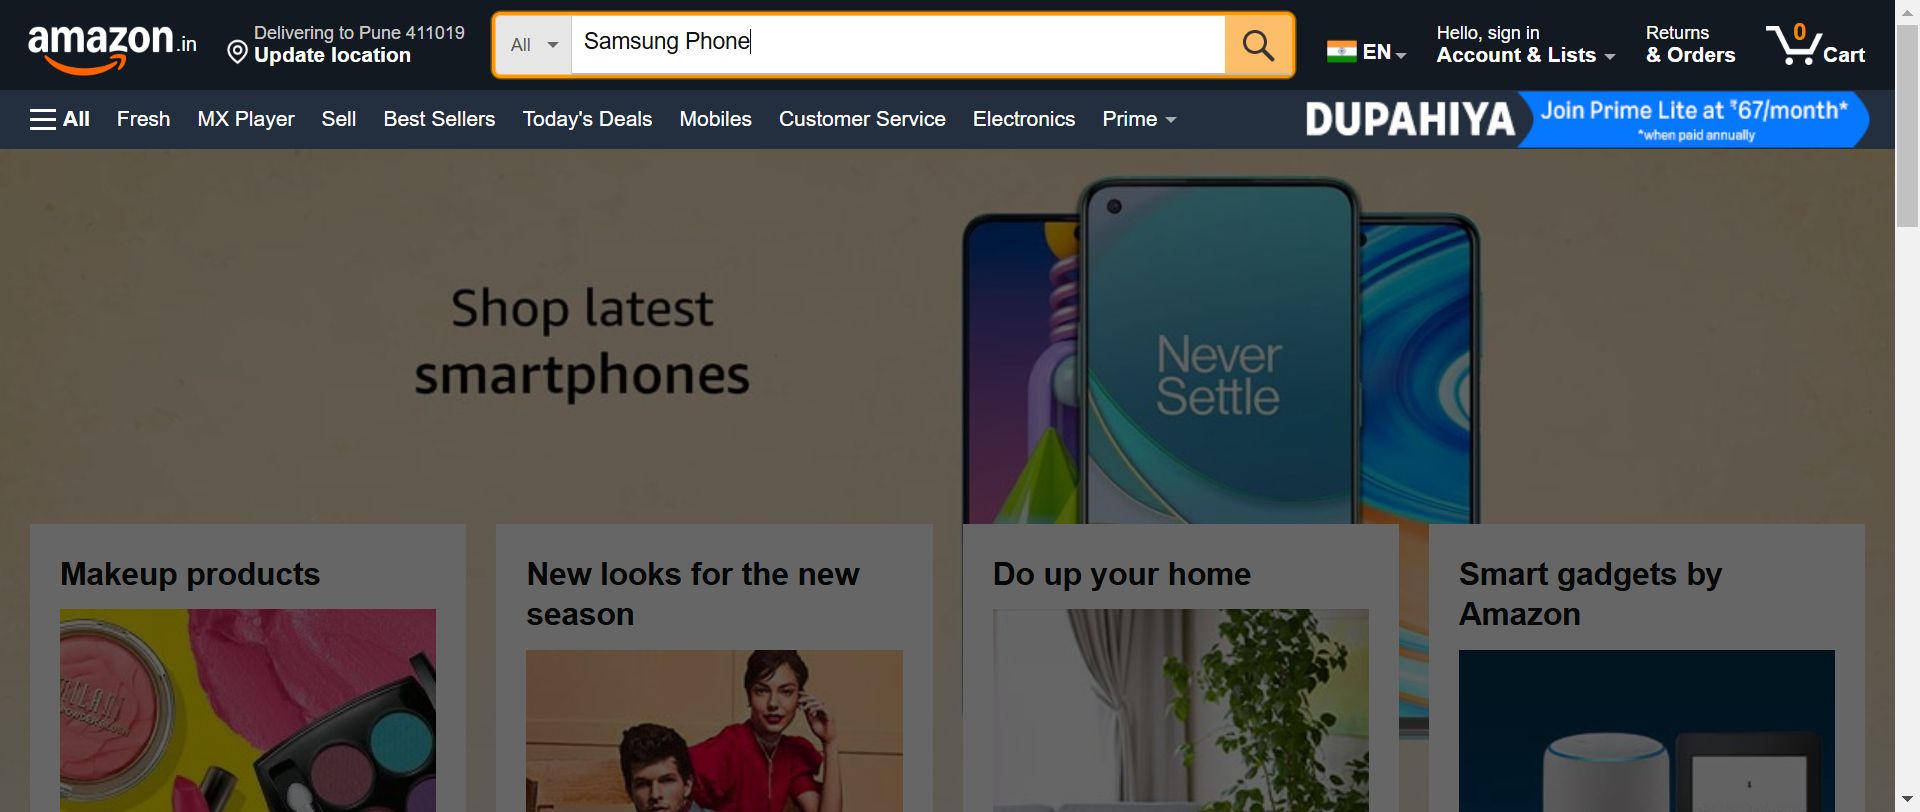 amazon.in
Delivering to Pune 411019
Update location
All
Samsung Phone
EN
Hello, sign in
Account & Lists
Returns
& Orders
0
Cart
All
Fresh
MX Player
Sell
Best Sellers
Today's Deals
Mobiles
Customer Service
Electronics
Prime
DUPAHIYA
Join Prime Lite at ₹67/month*
*when paid annually
Shop latest
smartphones
Never
Settle
Makeup products
New looks for the new
season
Do up your home
Smart gadgets by
Amazon
MILANI